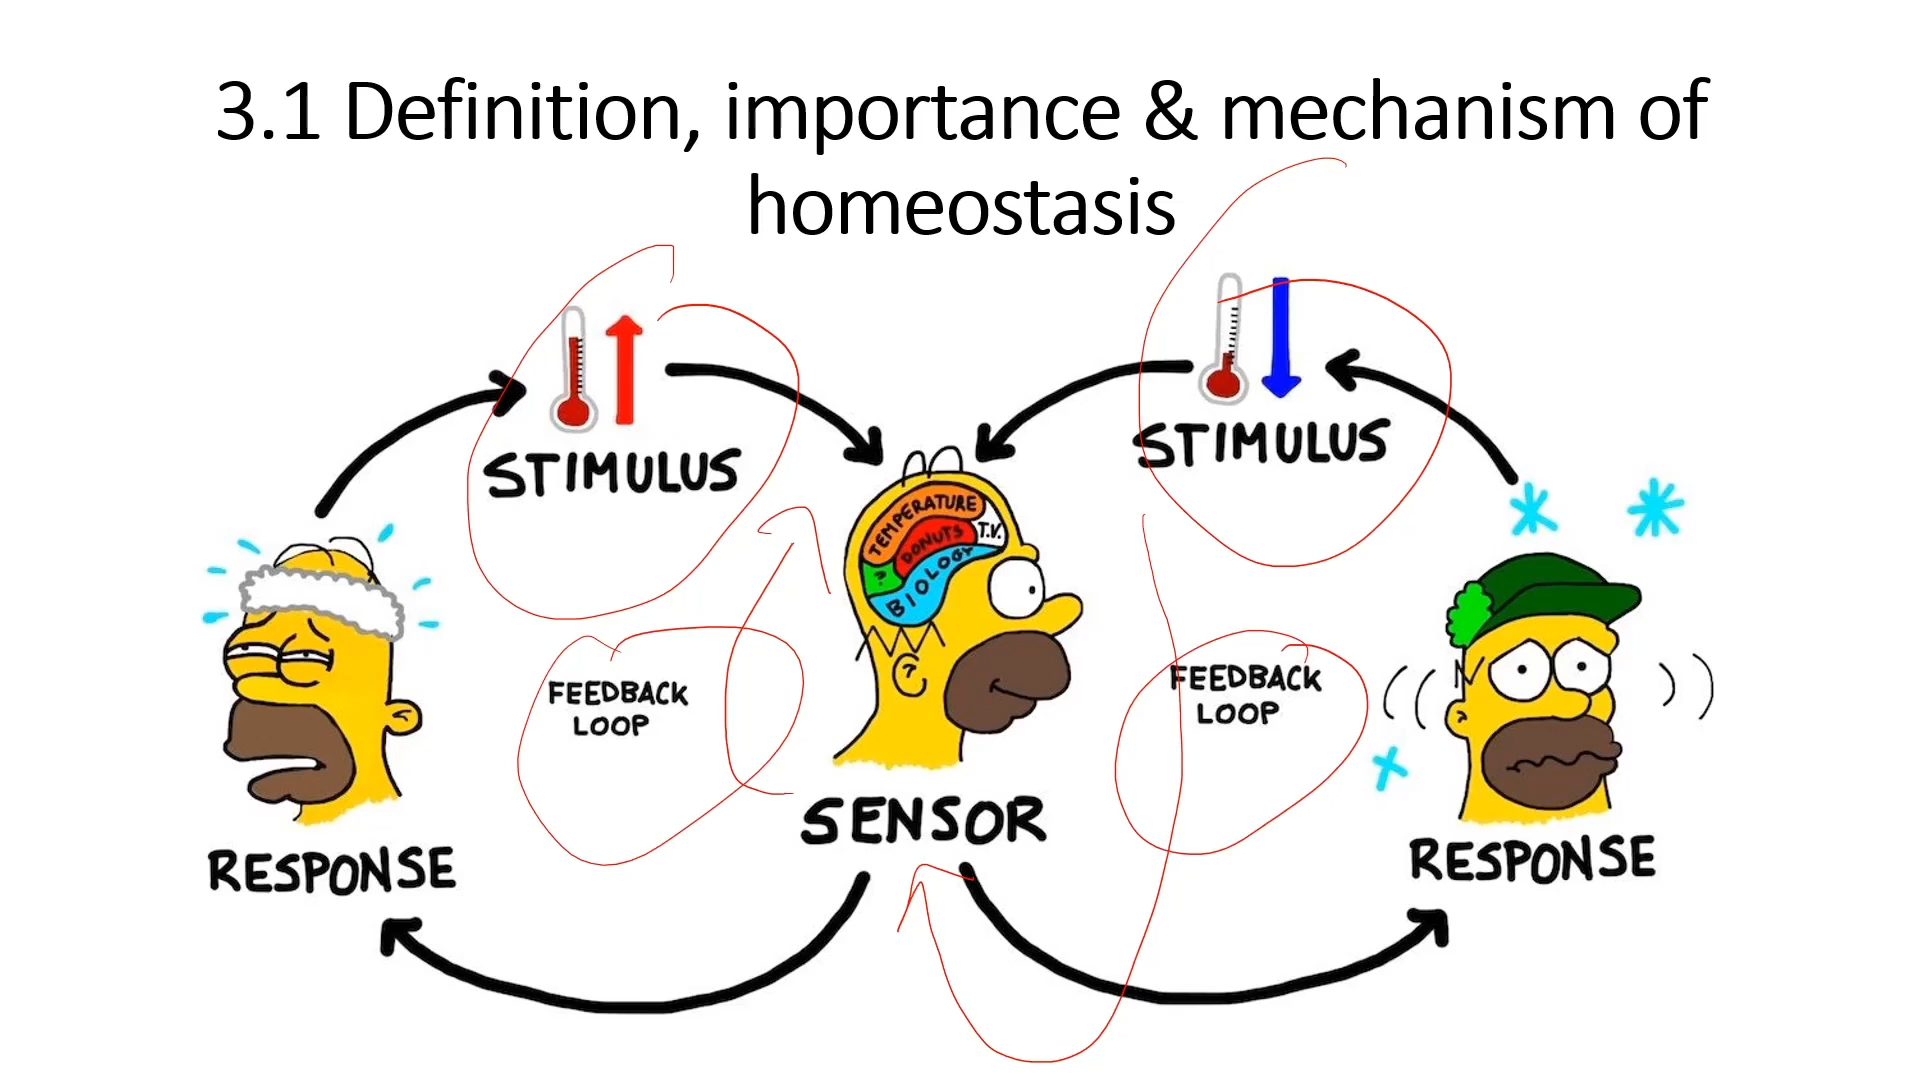 3.1 Definition, importance & mechanism of
homeostasis
STIMULUS
STIMULUS
TEMPERATURE
DONUTS
T.V.
?
BIOLOGY
FEEDBACK
LOOP
FEEDBACK
LOOP
SENSOR
RESPONSE
RESPONSE